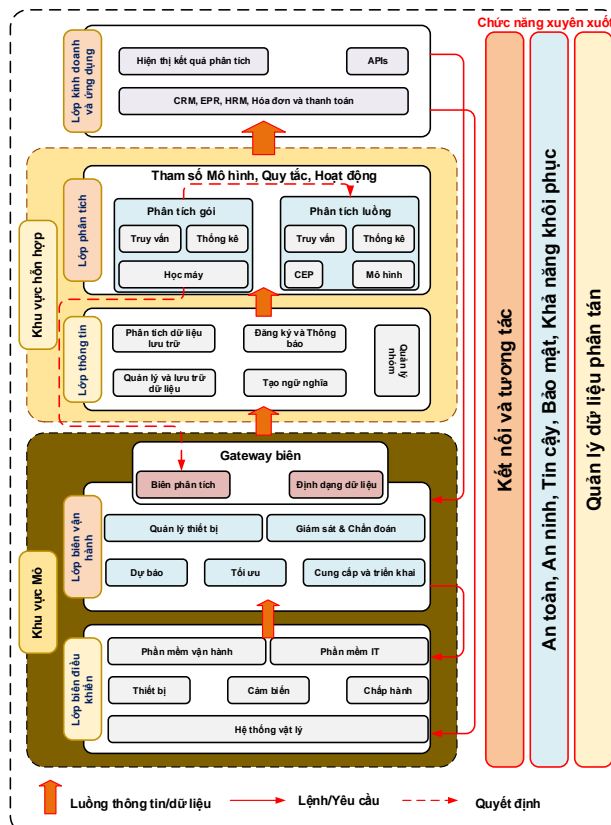 Chức năng xuyên xuốt
Lớp kinh doanh
và ứng dụng
Hiện thị kết quả phân tích
APIs
CRM, EPR, HRM, Hóa đơn và thanh toán
Khu vực hỗn hợp
Lớp phân tích
Tham số Mô hình, Quy tắc, Hoạt động
Phân tích gói
Truy vấn
Thống kê
Học máy
Phân tích luồng
Truy vấn
Thống kê
CEP
Mô hình
Lớp thông tin
Phân tích dữ liệu
lưu trữ
Đăng ký và Thông
báo
Quản lý và lưu trữ
dữ liệu
Tạo ngữ nghĩa
Quản lý
nhóm
Khu vực Mỏ
Gateway biên
Biên phân tích
Định dạng dữ liệu
Lớp biên vận
hành
Quản lý thiết bị
Giám sát & Chẩn đoán
Dự báo
Tối ưu
Cung cấp và triển khai
Lớp biên điều
khiển
Phần mềm vận hành
Phần mềm IT
Thiết bị
Cảm biến
Chấp hành
Hệ thống vật lý
Kết nối và tương tác
An toàn, An ninh, Tin cậy, Bảo mật, Khả năng khôi phục
Quản lý dữ liệu phân tán
Luồng thông tin/dữ liệu
Lệnh/Yêu cầu
Quyết định